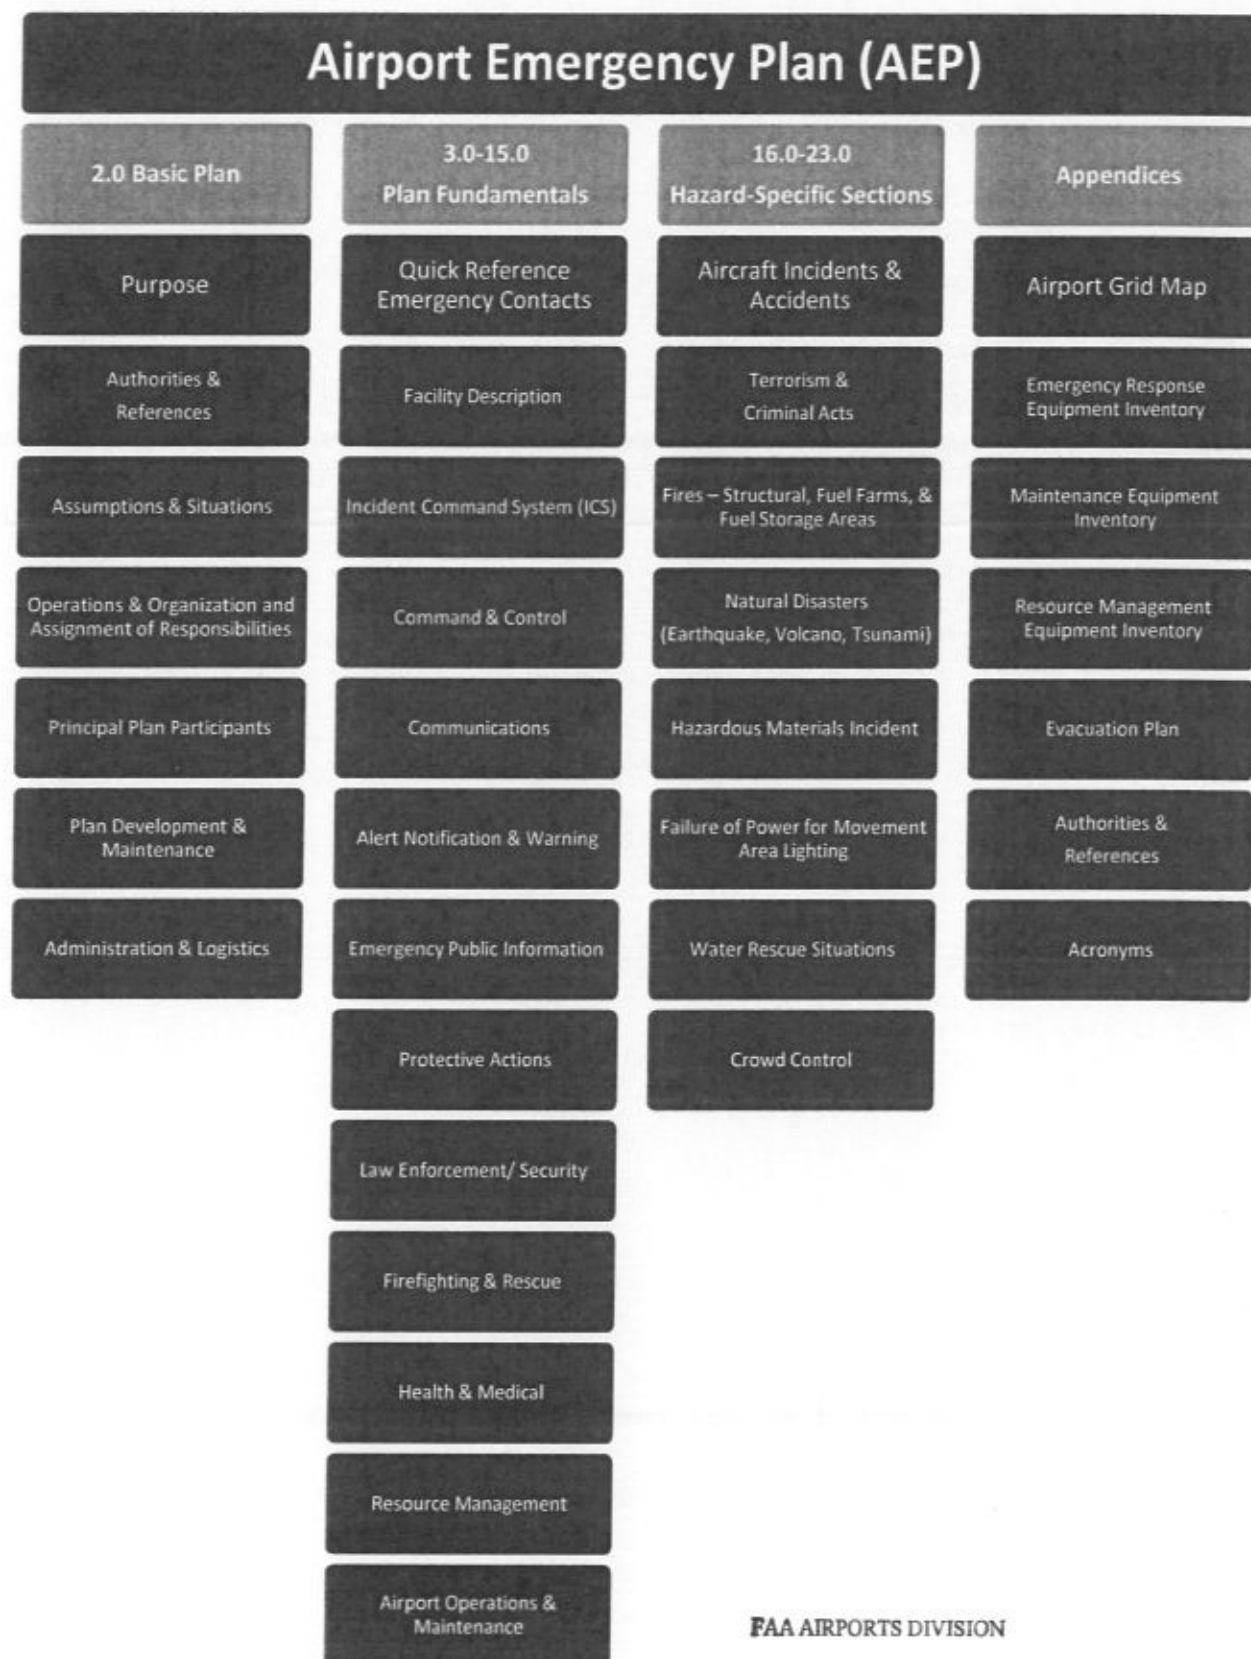 Airport Emergency Plan (AEP)
2.0 Basic Plan
Purpose
Authorities &
References
Assumptions & Situations
Operations & Organization and
Assignment of Responsibilities
Principal Plan Participants
Plan Development &
Maintenance
Administration & Logistics
3.0-15.0
Plan Fundamentals
Quick Reference
Emergency Contacts
Facility Description
Incident Command System (ICS)
Command & Control
Communications
Alert Notification & Warning
Emergency Public Information
Protective Actions
Law Enforcement/ Security
Firefighting & Rescue
Health & Medical
Resource Management
Airport Operations &
Maintenance
16.0-23.0
Hazard-Specific Sections
Aircraft Incidents &
Accidents
Terrorism &
Criminal Acts
Fires – Structural, Fuel Farms, &
Fuel Storage Areas
Natural Disasters
(Earthquake, Volcano, Tsunami)
Hazardous Materials Incident
Failure of Power for Movement
Area Lighting
Water Rescue Situations
Crowd Control
Appendices
Airport Grid Map
Emergency Response
Equipment Inventory
Maintenance Equipment
Inventory
Resource Management
Equipment Inventory
Evacuation Plan
Authorities &
References
Acronyms
FAA AIRPORTS DIVISION